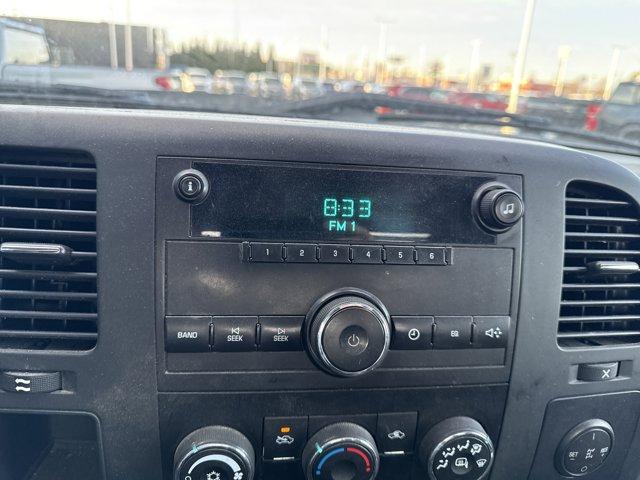 8:33
FM 1
1 2 3 4 5 6
BAND SEEK SEEK EQ
SET